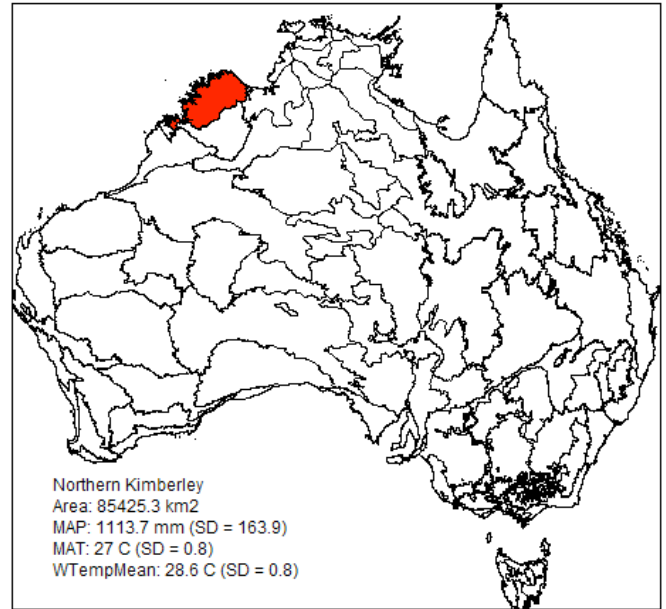 Northern Kimberley
Area: 85425.3 km2
MAP: 1113.7 mm (SD = 163.9)
MAT: 27 C (SD = 0.8)
WTempMean: 28.6 C (SD = 0.8)